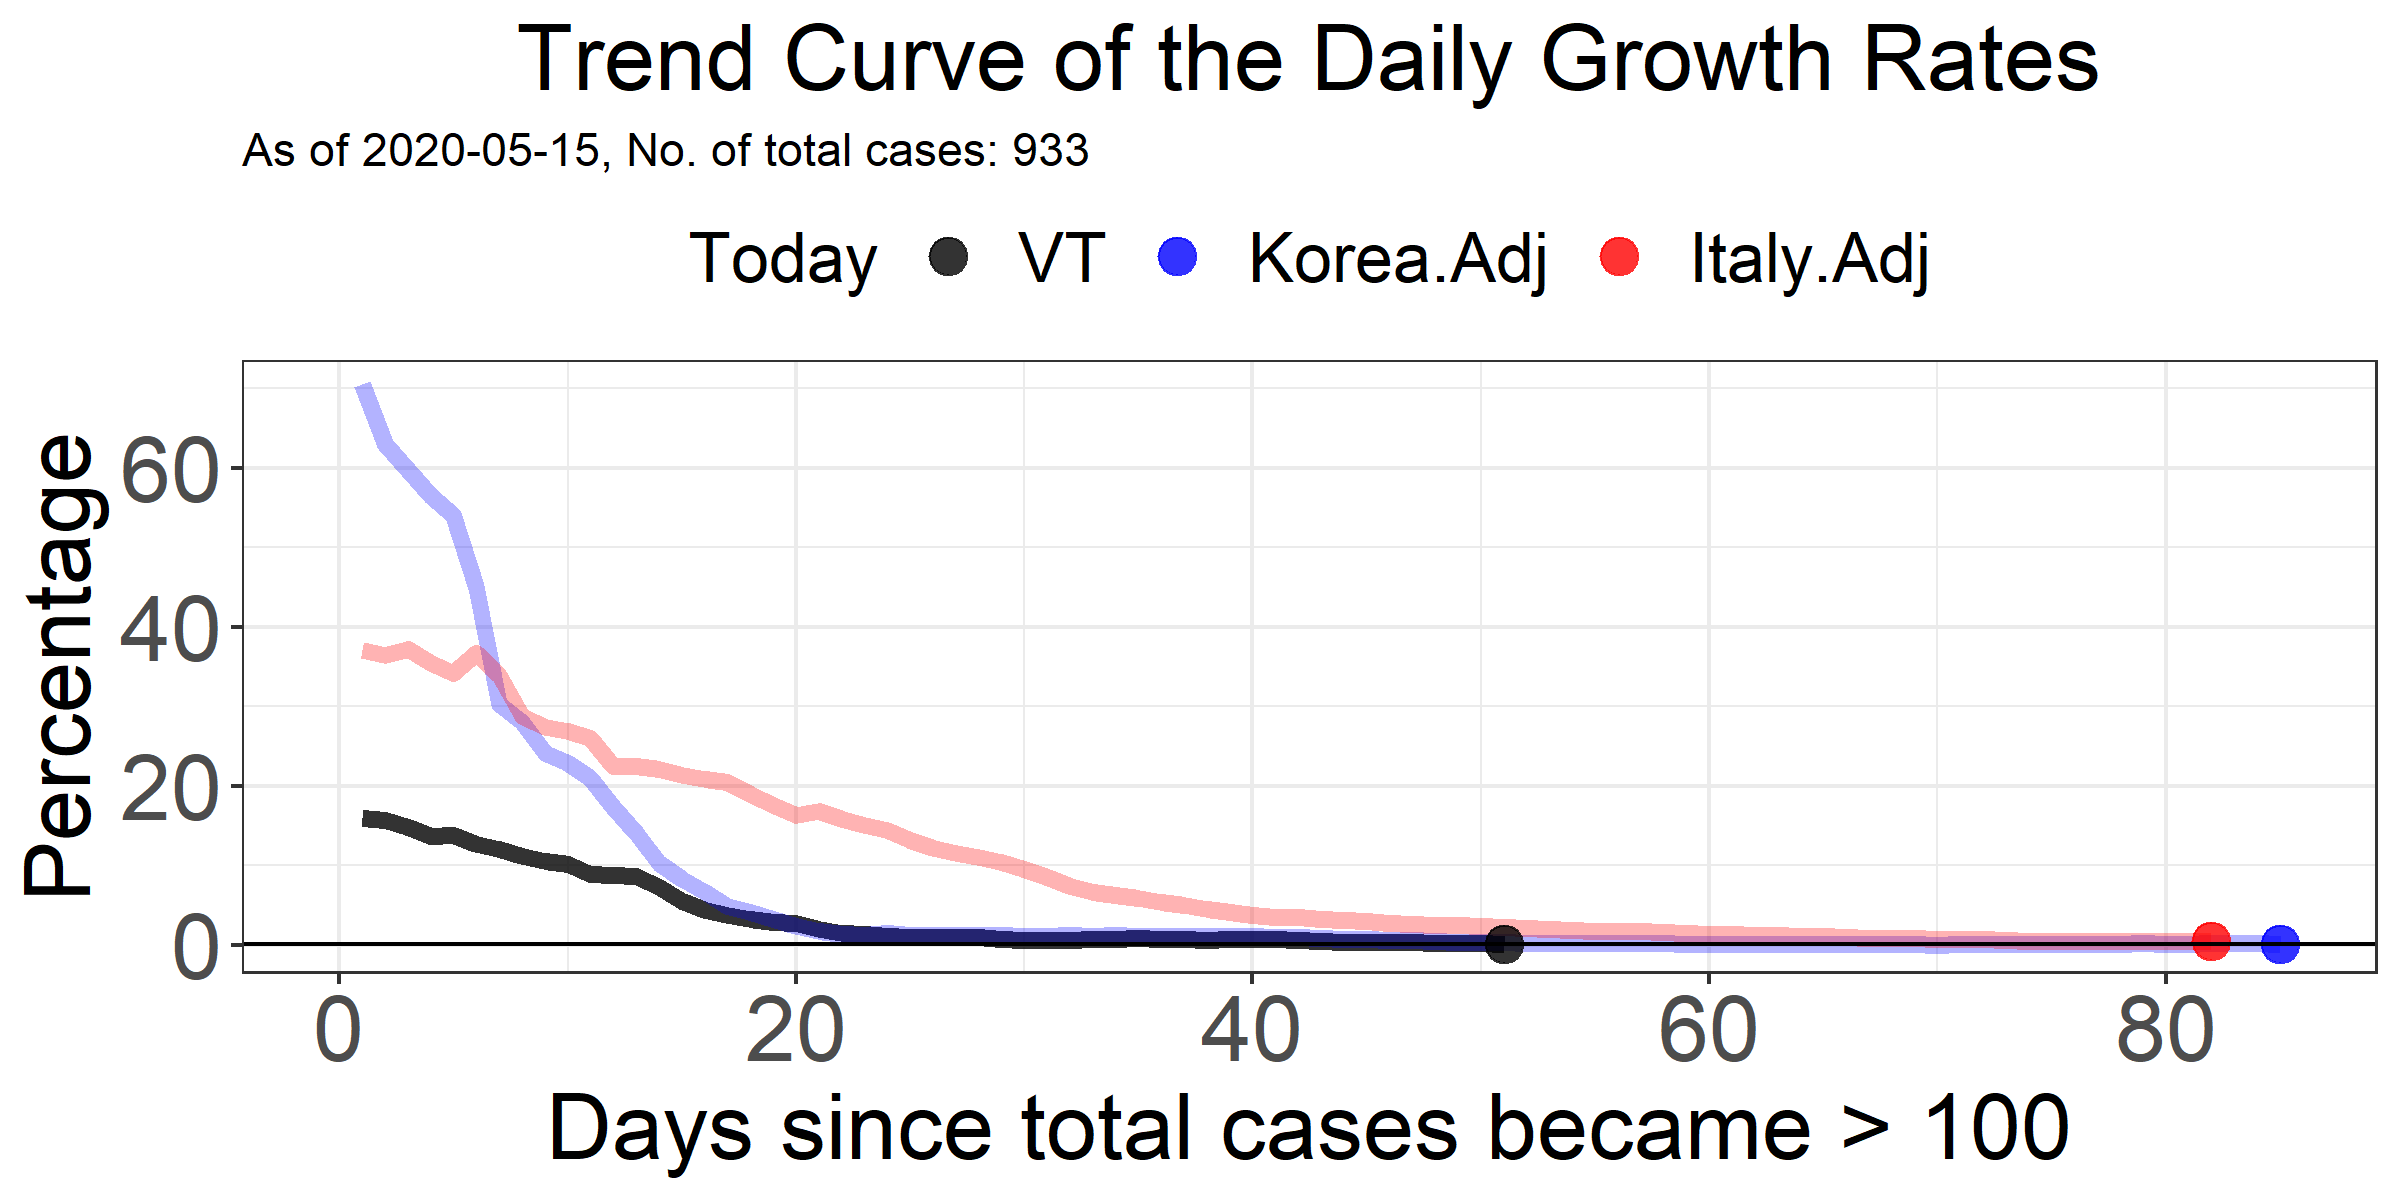 Trend Curve of the Daily Growth Rates
As of 2020-05-15, No. of total cases: 933
Today VT Korea.Adj Italy.Adj
Percentage
60
40
20
0
0 20 40 60 80
Days since total cases became > 100